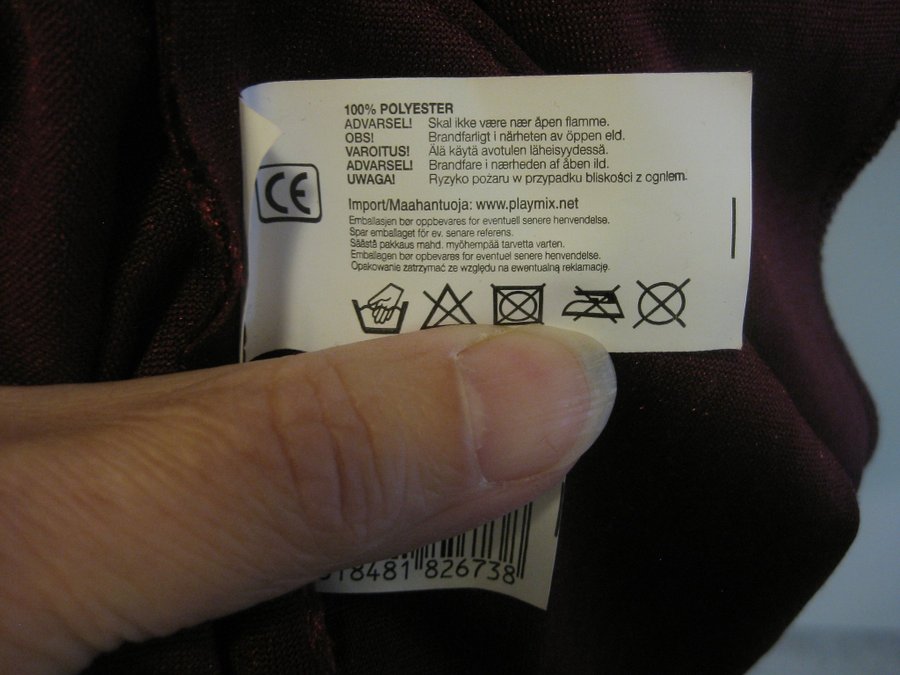 100% POLYESTER
ADVARSEL! Skal ikke være nær åpen flamme.
OBS! Brandfarligt i närheten av öppen eld.
VAROITUS! Älä käytä avotulen läheisyydessä.
ADVARSEL! Brandfare i nærheden af åben ild.
UWAGA! Ryzyko pożaru w przypadku bliskości z ogniem.
CE
Import/Maahantuoja: www.playmix.net
Emballasjen bør oppbevares for eventuell senere henvendelse.
Spar emballaget för ev. senare referens.
Säästä pakkaus mahd. myöhempää tarvetta varten.
Emballagen bør opbevares for eventuel senere henvendelse.
Opakowanie zatrzymać ze względu na ewentualną reklamację.
18481 826738